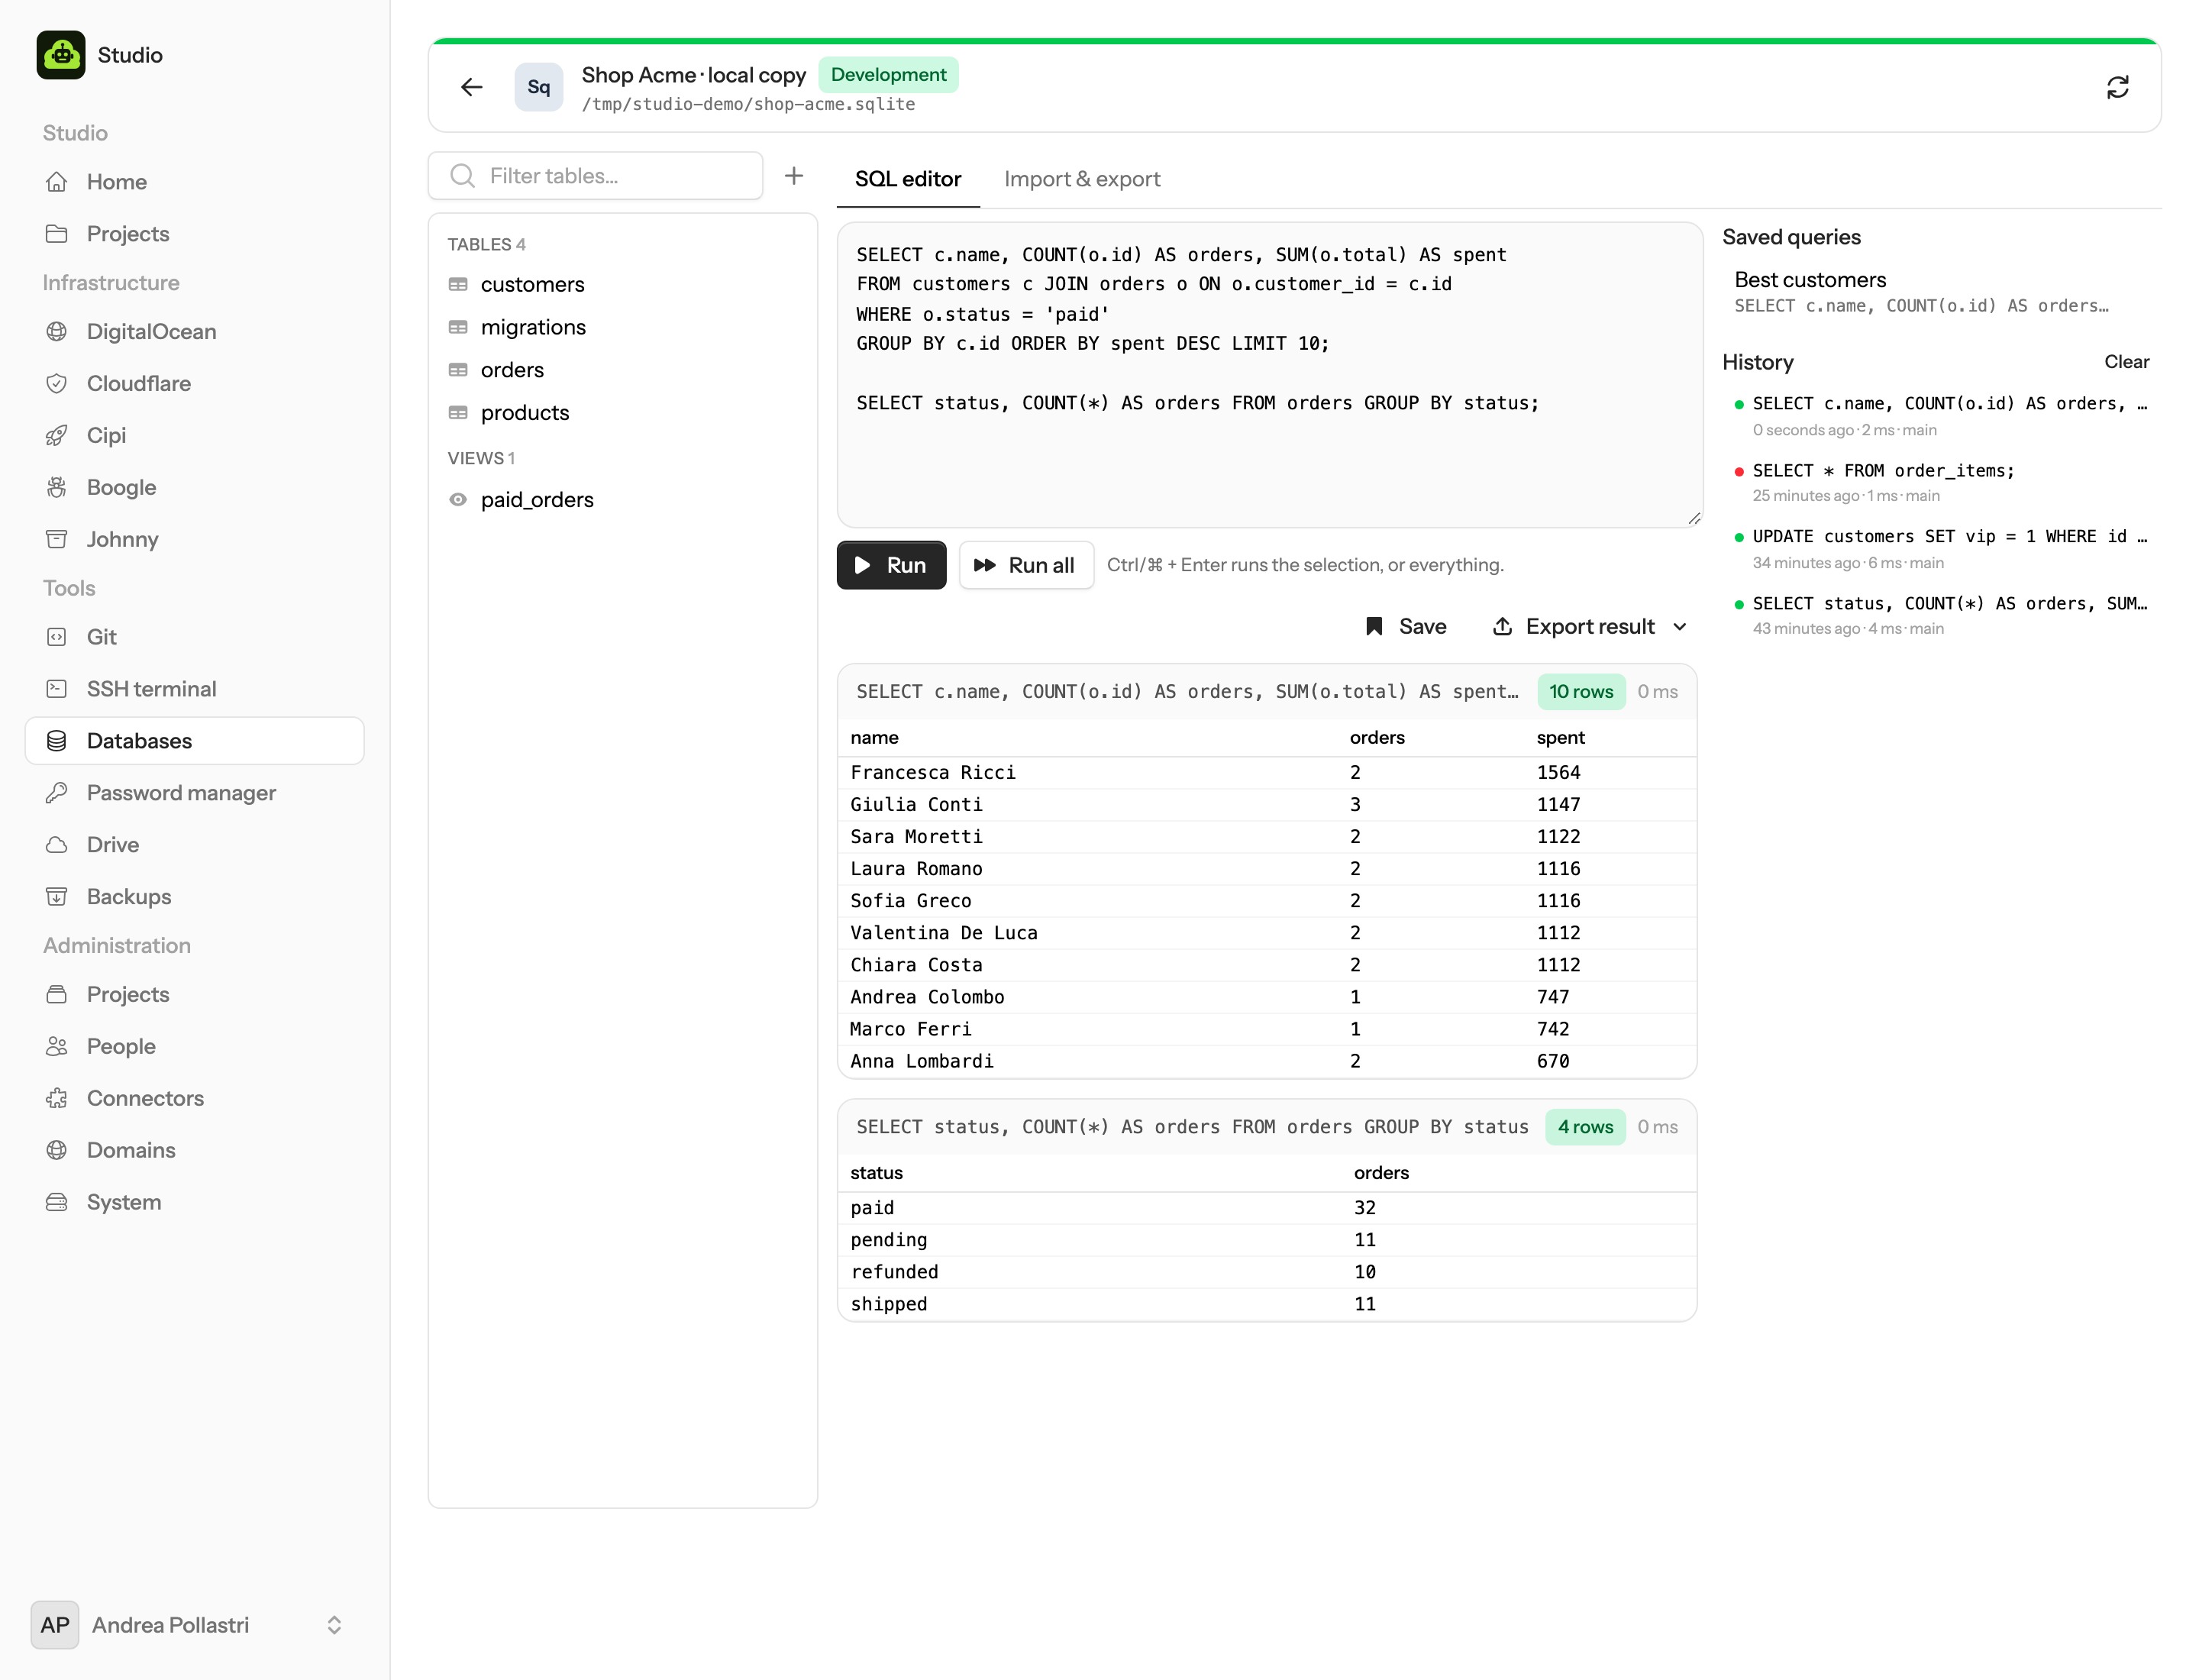 Studio
Studio
Home
Projects
Infrastructure
DigitalOcean
Cloudflare
Cipi
Boogle
Johnny
Tools
Git
SSH terminal
Databases
Password manager
Drive
Backups
Administration
Projects
People
Connectors
Domains
System
AP Andrea Pollastri
Sq
Shop Acme · local copy Development
/tmp/studio-demo/shop-acme.sqlite
Filter tables...
TABLES 4
customers
migrations
orders
products
VIEWS 1
paid_orders
SQL editor Import & export
SELECT c.name, COUNT(o.id) AS orders, SUM(o.total) AS spent
FROM customers c JOIN orders o ON o.customer_id = c.id
WHERE o.status = 'paid'
GROUP BY c.id ORDER BY spent DESC LIMIT 10;
SELECT status, COUNT(*) AS orders FROM orders GROUP BY status;
Run Run all Ctrl/⌘ + Enter runs the selection, or everything.
Save Export result
SELECT c.name, COUNT(o.id) AS orders, SUM(o.total) AS spent… 10 rows 0 ms
name orders spent
Francesca Ricci 2 1564
Giulia Conti 3 1147
Sara Moretti 2 1122
Laura Romano 2 1116
Sofia Greco 2 1116
Valentina De Luca 2 1112
Chiara Costa 2 1112
Andrea Colombo 1 747
Marco Ferri 1 742
Anna Lombardi 2 670
SELECT status, COUNT(*) AS orders FROM orders GROUP BY status 4 rows 0 ms
status orders
paid 32
pending 11
refunded 10
shipped 11
Saved queries
Best customers
SELECT c.name, COUNT(o.id) AS orders…
History Clear
SELECT c.name, COUNT(o.id) AS orders, …
0 seconds ago · 2 ms · main
SELECT * FROM order_items;
25 minutes ago · 1 ms · main
UPDATE customers SET vip = 1 WHERE id …
34 minutes ago · 6 ms · main
SELECT status, COUNT(*) AS orders, SUM…
43 minutes ago · 4 ms · main